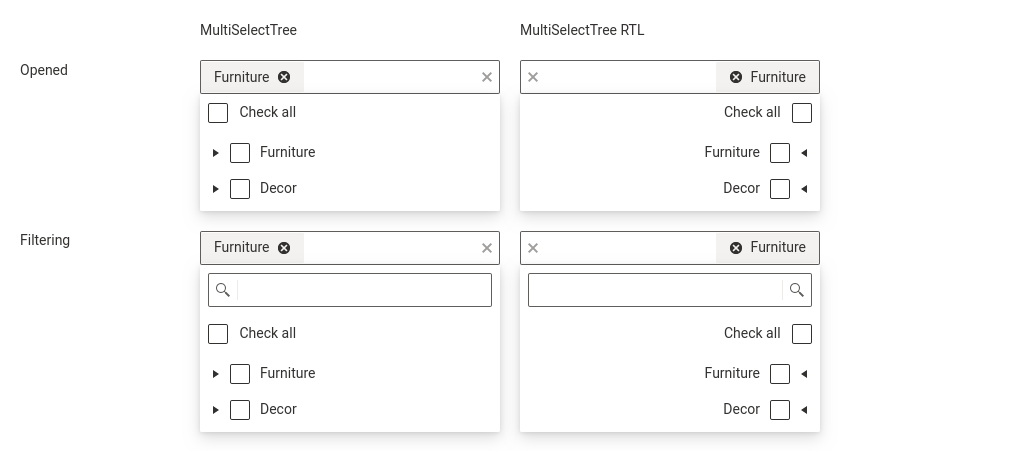 MultiSelectTree
MultiSelectTree RTL
Opened
Furniture
Furniture
Check all
Check all
Furniture
Furniture
Decor
Decor
Filtering
Furniture
Furniture
Check all
Check all
Furniture
Furniture
Decor
Decor